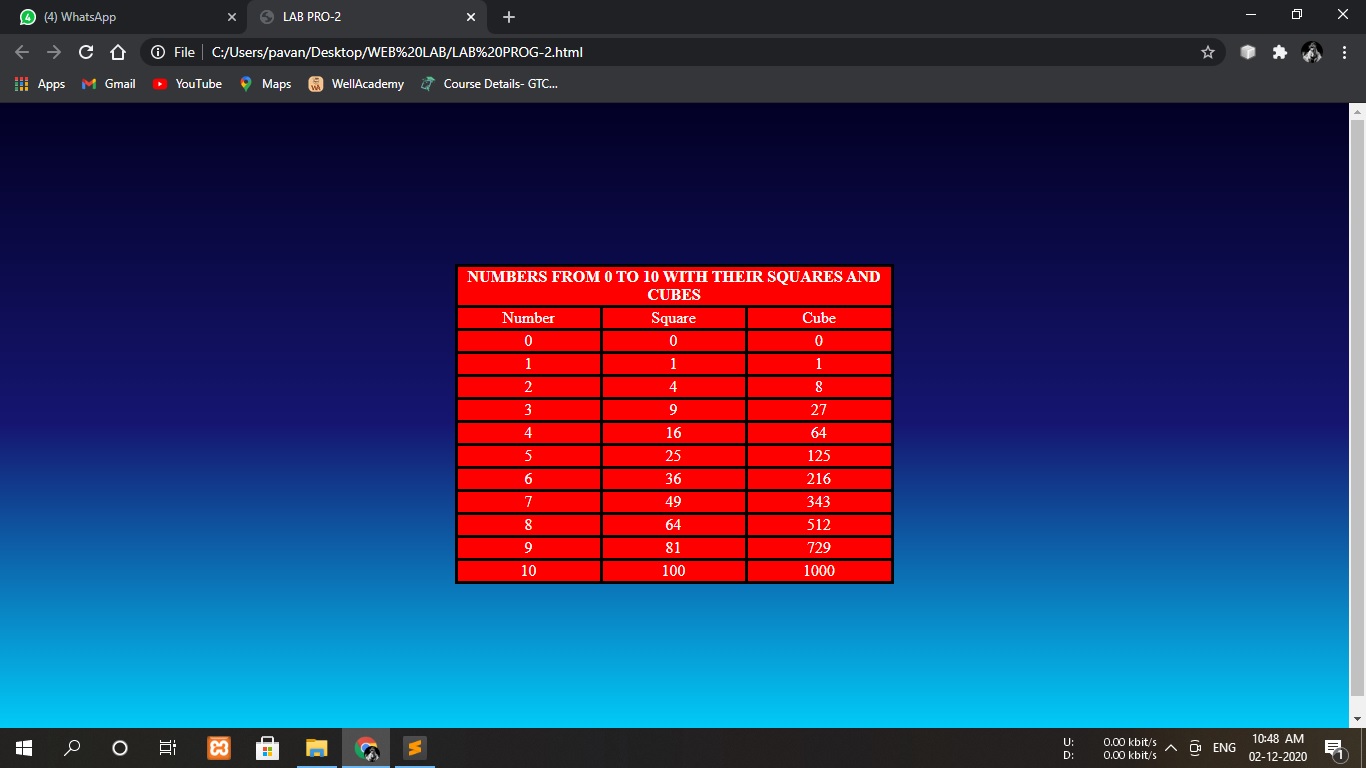 4 (4) WhatsApp LAB PRO-2
File C:/Users/pavan/Desktop/WEB%20LAB/LAB%20PROG-2.html
Apps Gmail YouTube Maps WA WellAcademy Course Details- GTC...
NUMBERS FROM 0 TO 10 WITH THEIR SQUARES AND
CUBES
Number Square Cube
0 0 0
1 1 1
2 4 8
3 9 27
4 16 64
5 25 125
6 36 216
7 49 343
8 64 512
9 81 729
10 100 1000
U: 0.00 kbit/s
D: 0.00 kbit/s
ENG
10:48 AM
02-12-2020
1